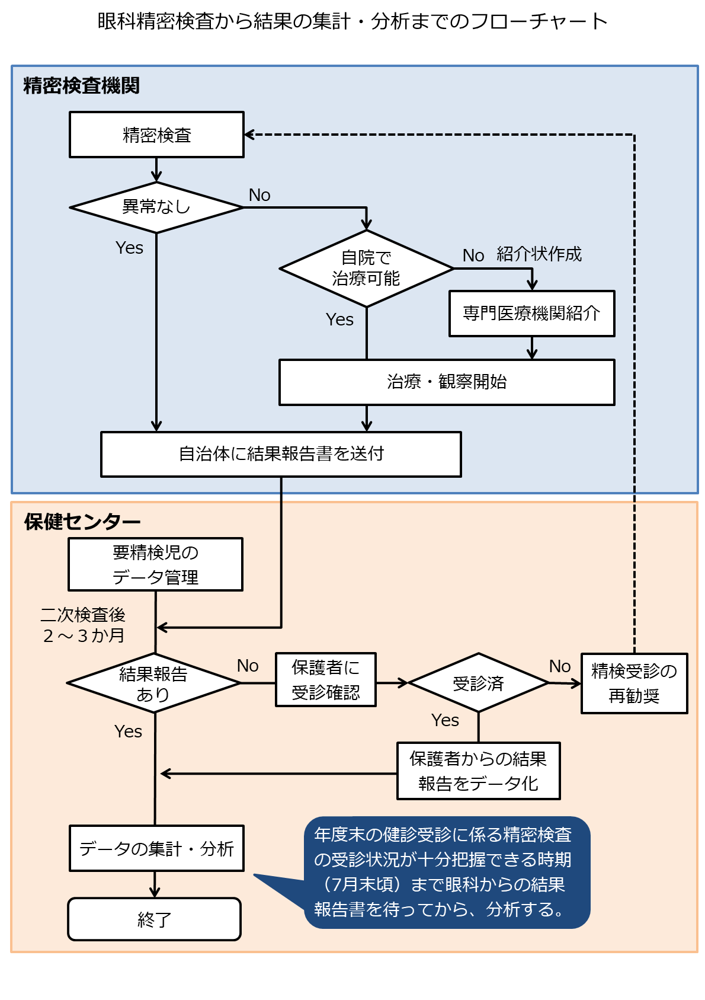 眼科精密検査から結果の集計・分析までのフローチャート
精密検査機関
精密検査
異常なし
No
Yes
自院で
治療可能
No 紹介状作成
Yes
専門医療機関紹介
治療・観察開始
自治体に結果報告書を送付
保健センター
要精検児の
データ管理
二次検査後
２～３か月
結果報告
あり
No
Yes
保護者に
受診確認
受診済
No
Yes
精検受診の
再勧奨
保護者からの結果
報告をデータ化
データの集計・分析
年度末の健診受診に係る精密検査
の受診状況が十分把握できる時期
（7月末頃）まで眼科からの結果
報告書を待ってから、分析する。
終了